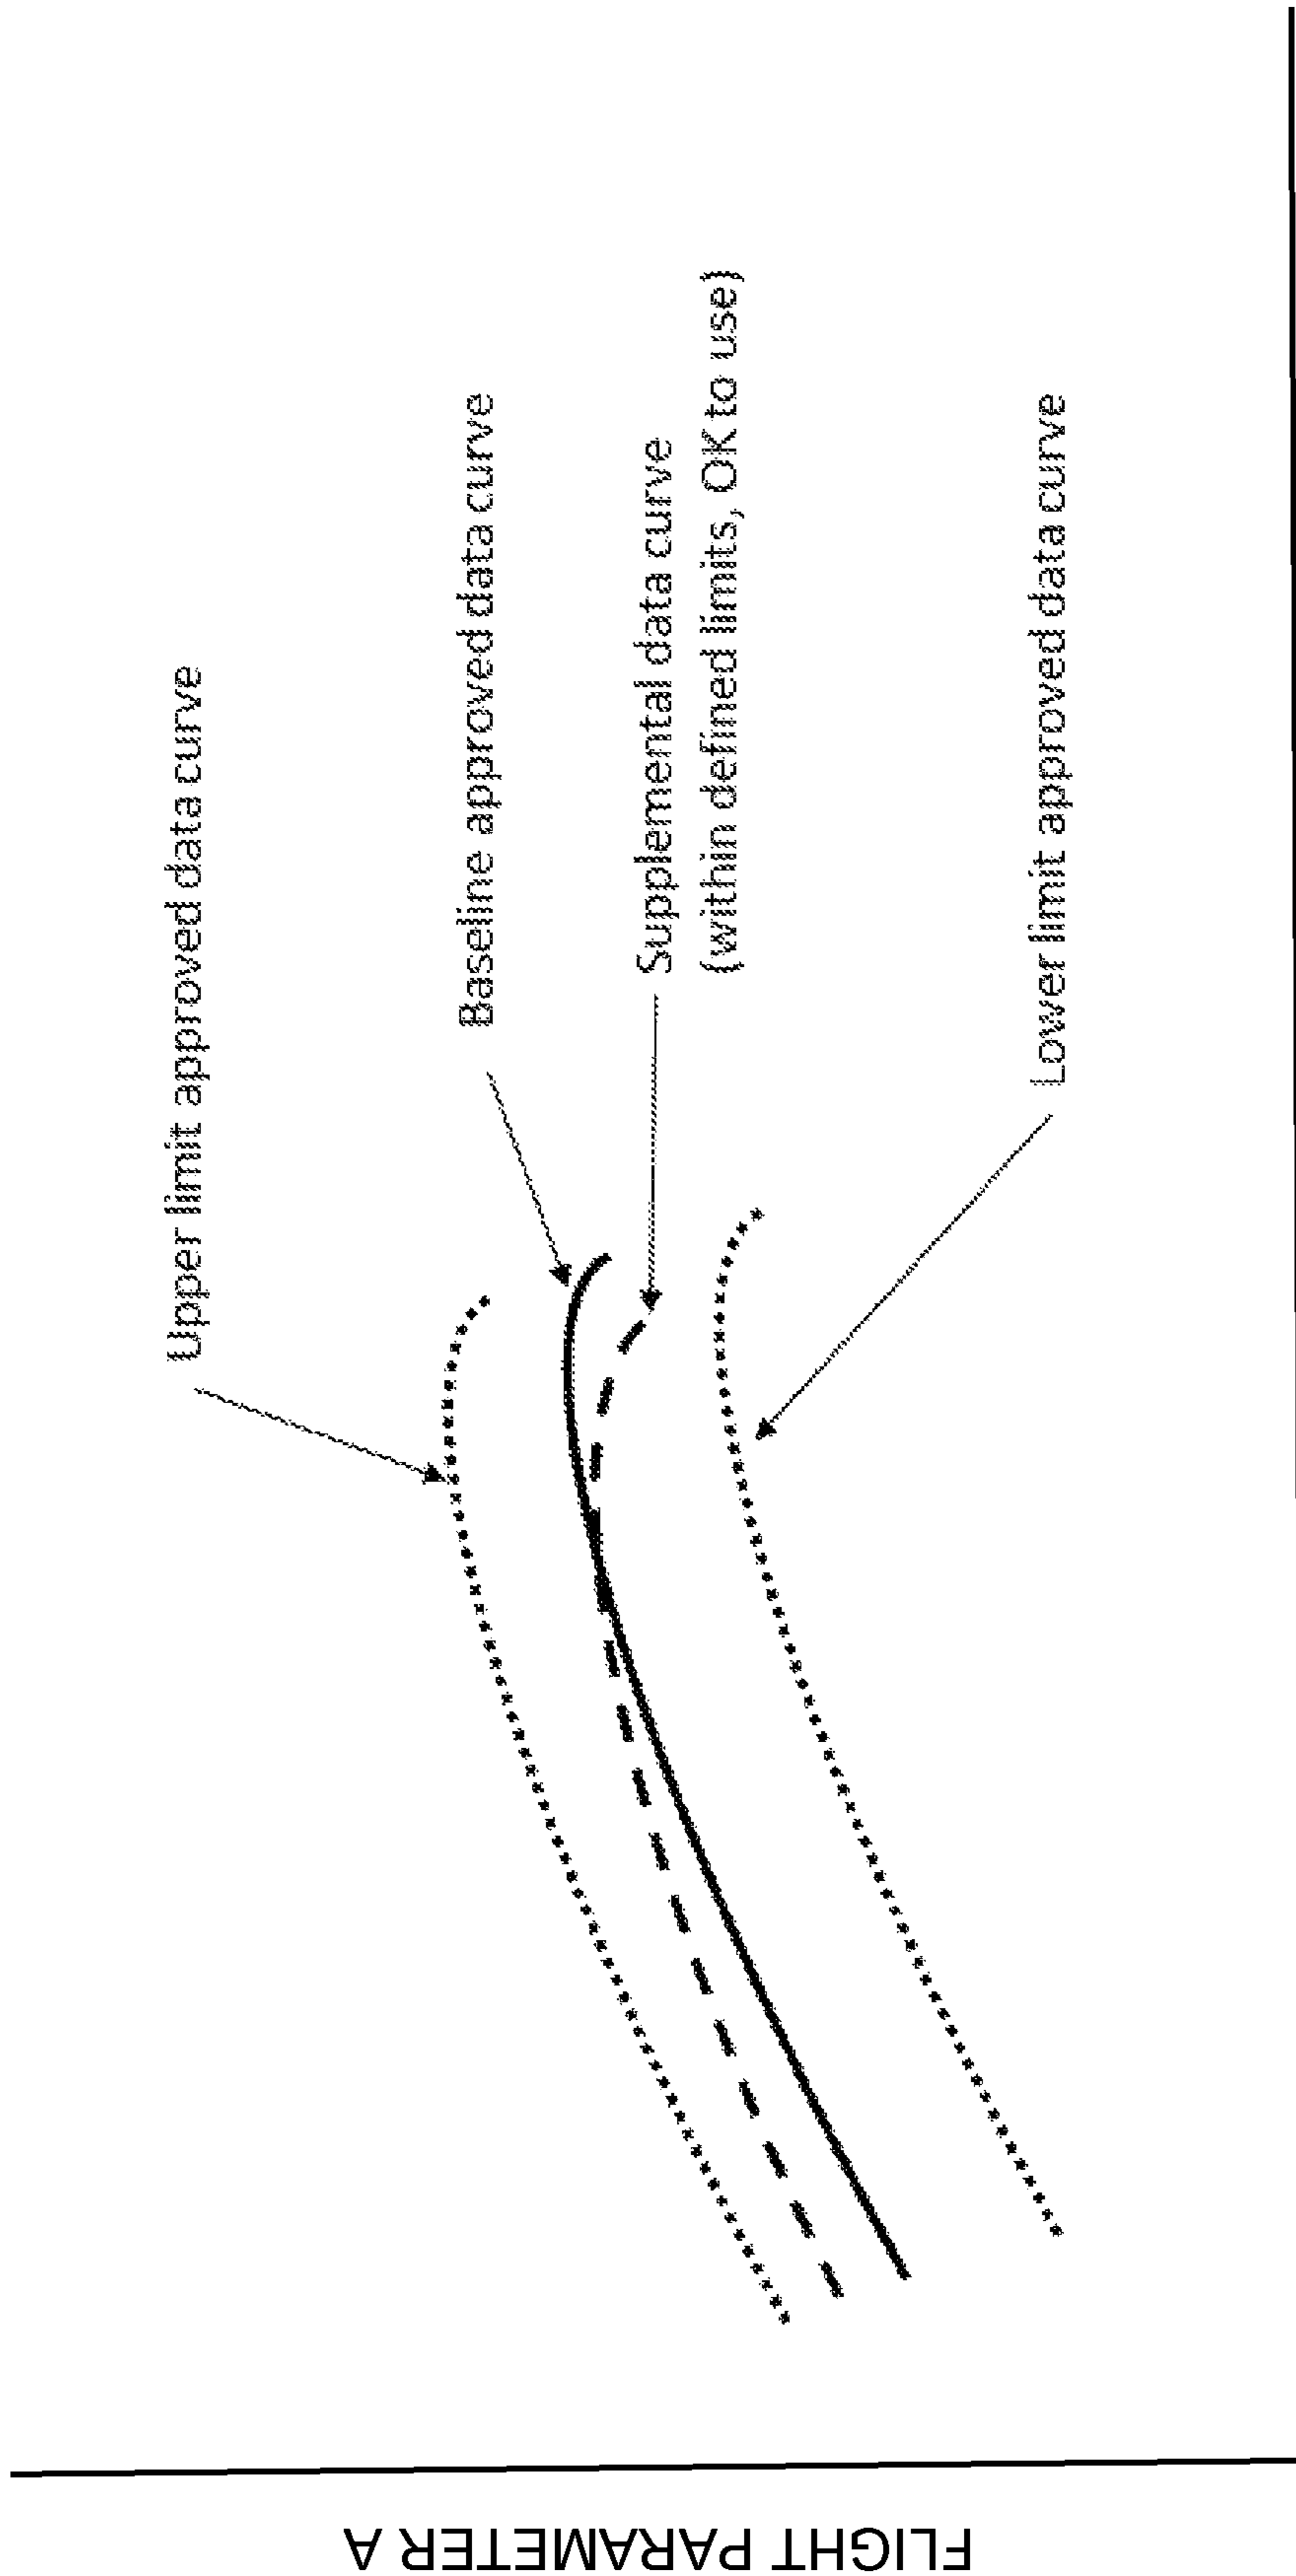 Upper limit approved data curve
Baseline approved data curve
Supplemental data curve
(within defined limits, OK to use)
Lower limit approved data curve
FLIGHT PARAMETER A